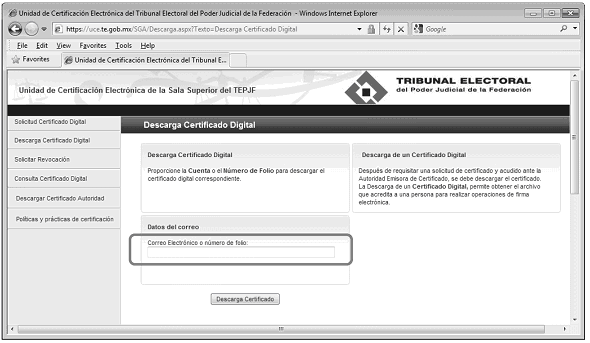 Unidad de Certificación Electrónica del Tribunal Electoral del Poder Judicial de la Federación - Windows Internet Explorer
https://uce.te.gob.mx/SGA/Descarga.aspx?Texto=Descarga Certificado Digital
Google
File Edit View Favorites Tools Help
Favorites
Unidad de Certificación Electrónica del Tribunal E...
Unidad de Certificación Electrónica de la Sala Superior del TEPJF
TRIBUNAL ELECTORAL
del Poder Judicial de la Federación
Solicitud Certificado Digital
Descarga Certificado Digital
Solicitar Revocación
Consulta Certificado Digital
Descargar Certificado Autoridad
Políticas y prácticas de certificación
Descarga Certificado Digital
Descarga Certificado Digital
Proporcione la Cuenta o el Número de Folio para descargar el
certificado digital correspondiente.
Descarga de un Certificado Digital
Después de requisitar una solicitud de certificado y acudido ante la
Autoridad Emisora de Certificado, se debe descargar el certificado.
La Descarga de un Certificado Digital, permite obtener el archivo
que acredita a una persona para realizar operaciones de firma
electrónica.
Datos del correo
Correo Electrónico o número de folio:
Descarga Certificado